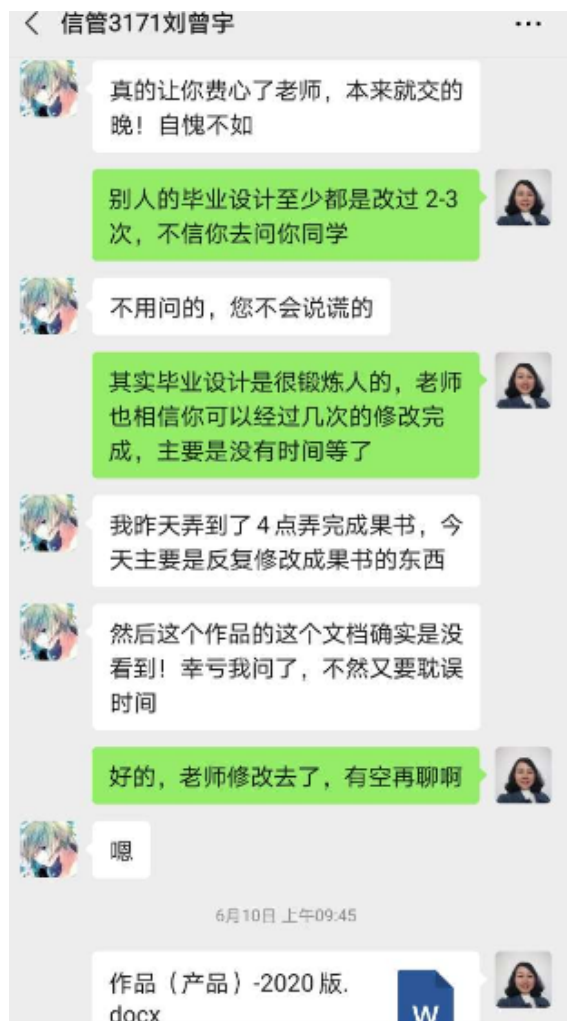 信管3171刘曾宇
真的让你费心了老师，本来就交的
晚！自愧不如
别人的毕业设计至少都是改过 2-3
次，不信你去问你同学
不用问的，您不会说谎的
其实毕业设计是很锻炼人的，老师
也相信你可以经过几次的修改完
成，主要是没有时间等了
我昨天弄到了4点弄完成果书，今
天主要是反复修改成果书的东西
然后这个作品的这个文档确实是没
看到！幸亏我问了，不然又要耽误
时间
好的，老师修改去了，有空再聊啊
嗯
6月10日 上午09:45
作品（产品）-2020 版.
docx
W